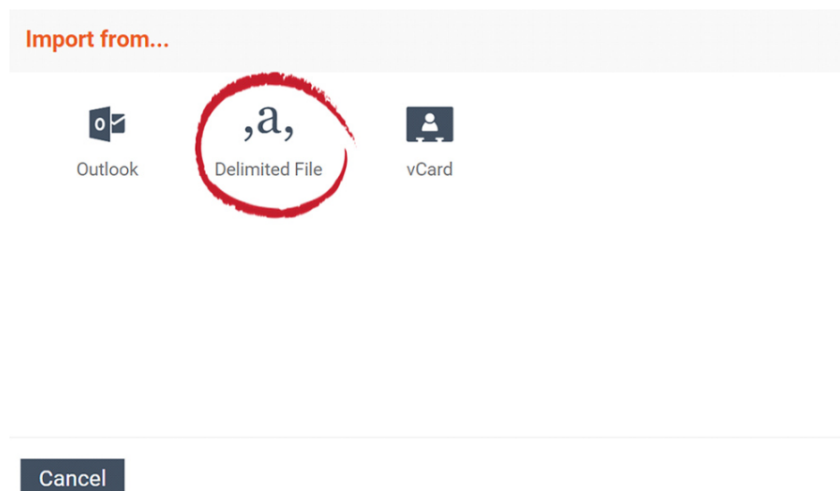 Import from...
,a,
Outlook
Delimited File
vCard
Cancel